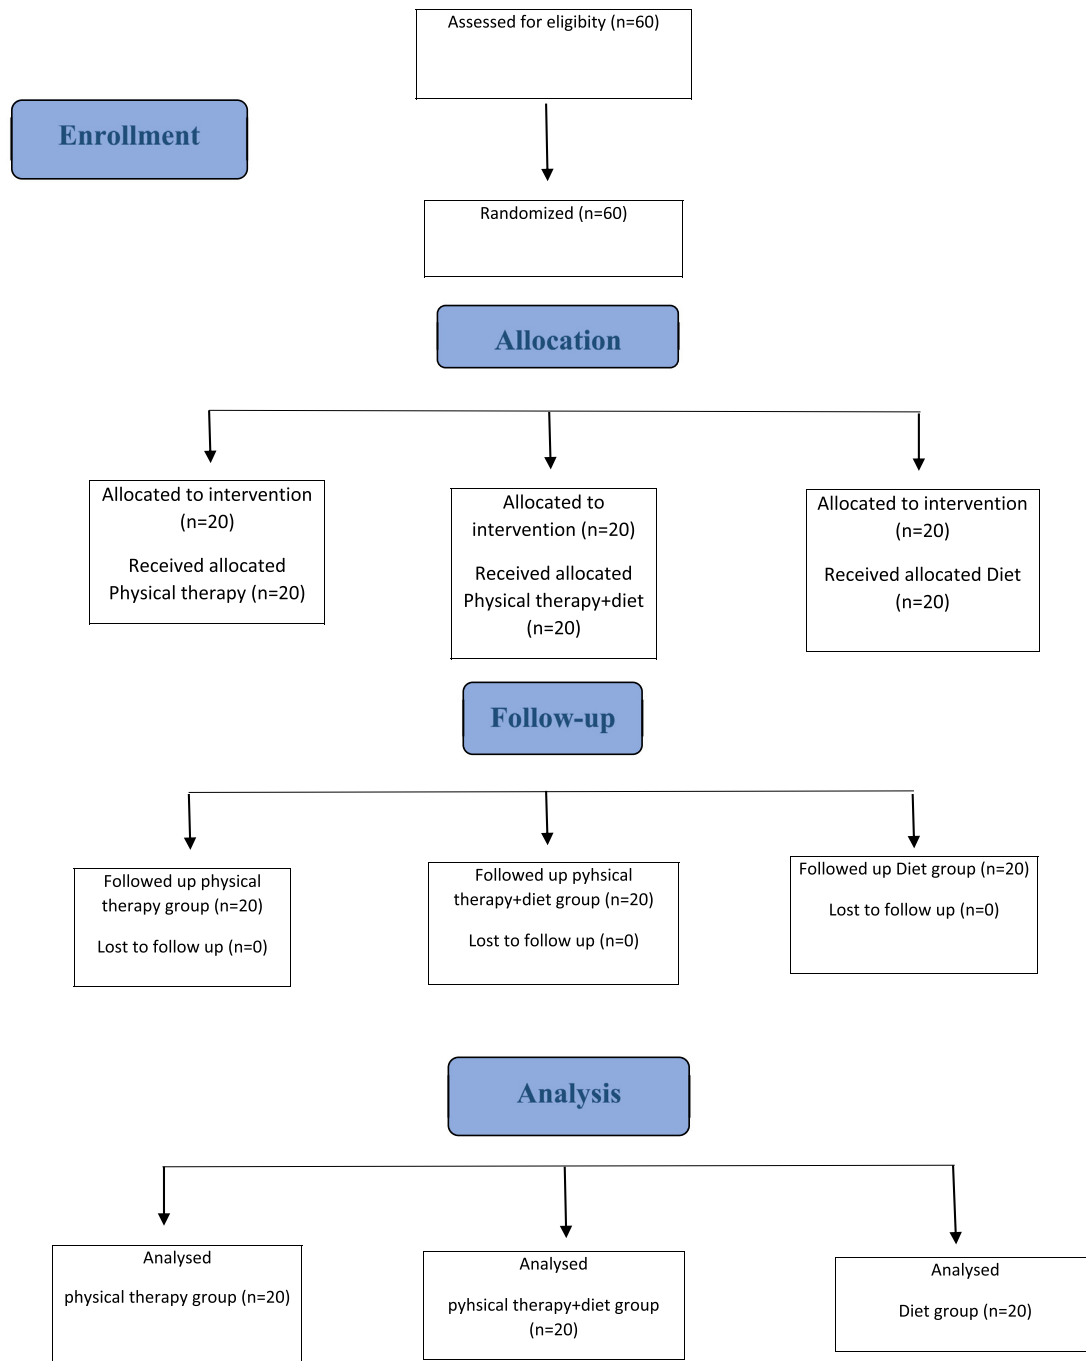 Assessed for eligibity (n=60)
Enrollment
Randomized (n=60)
Allocation
Allocated to intervention
(n=20)
Received allocated
Physical therapy (n=20)
Allocated to
intervention (n=20)
Received allocated
Physical therapy+diet
(n=20)
Allocated to intervention
(n=20)
Received allocated Diet
(n=20)
Follow-up
Followed up physical
therapy group (n=20)
Lost to follow up (n=0)
Followed up pyhsical
therapy+diet group (n=20)
Lost to follow up (n=0)
Followed up Diet group (n=20)
Lost to follow up (n=0)
Analysis
Analysed
physical therapy group (n=20)
Analysed
pyhsical therapy+diet group
(n=20)
Analysed
Diet group (n=20)